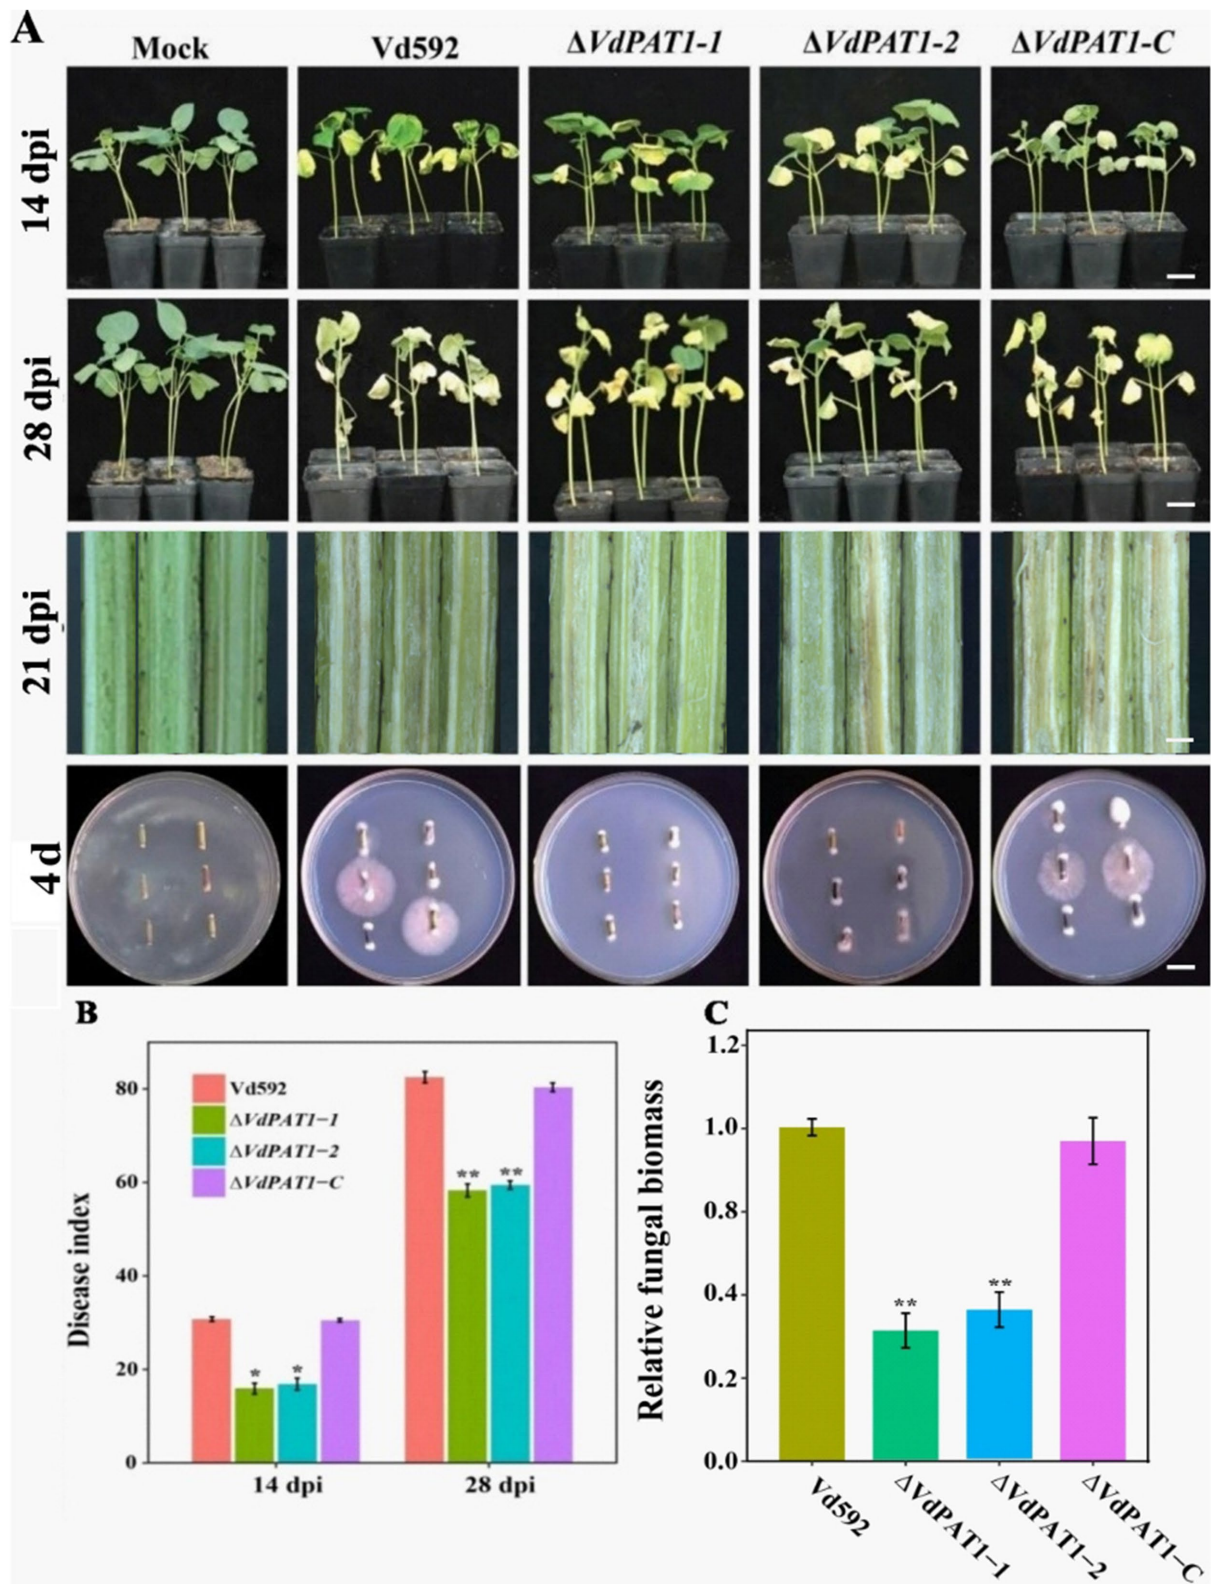 A
Mock
Vd592
ΔVdPAT1-1
ΔVdPAT1-2
ΔVdPAT1-C
14 dpi
28 dpi
21 dpi
4 d
B
Disease index
80
60
40
20
0
Vd592
ΔVdPAT1−1
ΔVdPAT1−2
ΔVdPAT1−C
*
*
**
**
14 dpi
28 dpi
C
Relative fungal biomass
1.2
1.0
0.8
0.4
0.2
0.0
**
**
Vd592
ΔVdPAT1−1
ΔVdPAT1−2
ΔVdPAT1−C